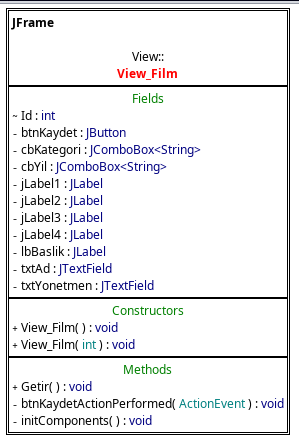 JFrame
View::
View_Film
Fields
~ Id : int
- btnKaydet : JButton
- cbKategori : JComboBox<String>
- cbYil : JComboBox<String>
- jLabel1 : JLabel
- jLabel2 : JLabel
- jLabel3 : JLabel
- jLabel4 : JLabel
- lbBaslik : JLabel
- txtAd : JTextField
- txtYonetmen : JTextField
Constructors
+ View_Film( ) : void
+ View_Film( int ) : void
Methods
+ Getir( ) : void
- btnKaydetActionPerformed( ActionEvent ) : void
- initComponents( ) : void